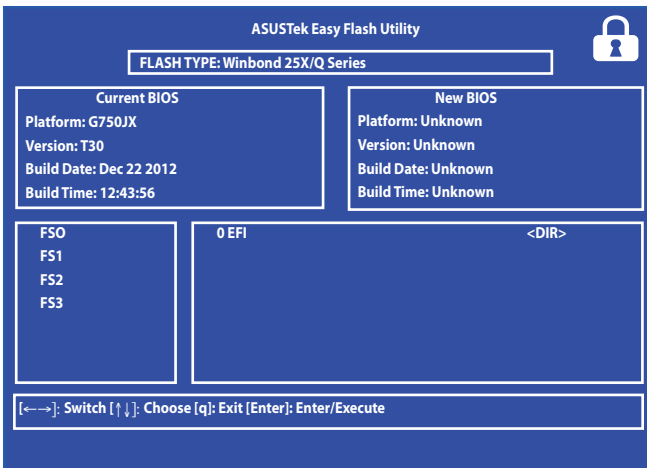 ASUSTek Easy Flash Utility
FLASH TYPE: Winbond 25X/Q Series
Current BIOS
Platform: G750JX
Version: T30
Build Date: Dec 22 2012
Build Time: 12:43:56
New BIOS
Platform: Unknown
Version: Unknown
Build Date: Unknown
Build Time: Unknown
FSO
FS1
FS2
FS3
0 EFI <DIR>
[←→]: Switch [↑↓]: Choose [q]: Exit [Enter]: Enter/Execute